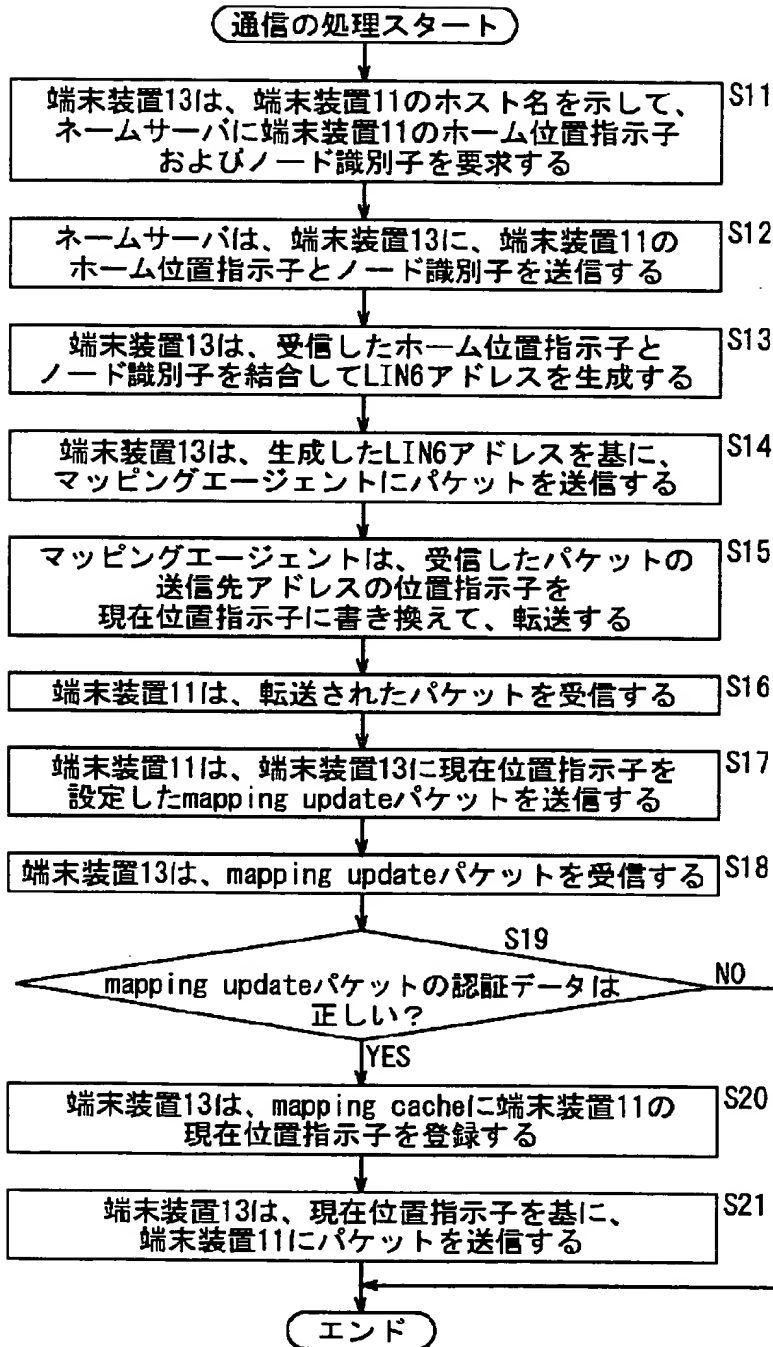 通信の処理スタート
端末装置13は、端末装置11のホスト名を示して、
ネームサーバに端末装置11のホーム位置指示子
およびノード識別子を要求する
S11
ネームサーバは、端末装置13に、端末装置11の
ホーム位置指示子とノード識別子を送信する
S12
端末装置13は、受信したホーム位置指示子と
ノード識別子を結合してLIN6アドレスを生成する
S13
端末装置13は、生成したLIN6アドレスを基に、
マッピングエージェントにパケットを送信する
S14
マッピングエージェントは、受信したパケットの
送信先アドレスの位置指示子を
現在位置指示子に書き換えて、転送する
S15
端末装置11は、転送されたパケットを受信する
S16
端末装置11は、端末装置13に現在位置指示子を
設定したmapping updateパケットを送信する
S17
端末装置13は、mapping updateパケットを受信する
S18
S19
mapping updateパケットの認証データは
正しい?
NO
YES
端末装置13は、mapping cacheに端末装置11の
現在位置指示子を登録する
S20
端末装置13は、現在位置指示子を基に、
端末装置11にパケットを送信する
S21
エンド